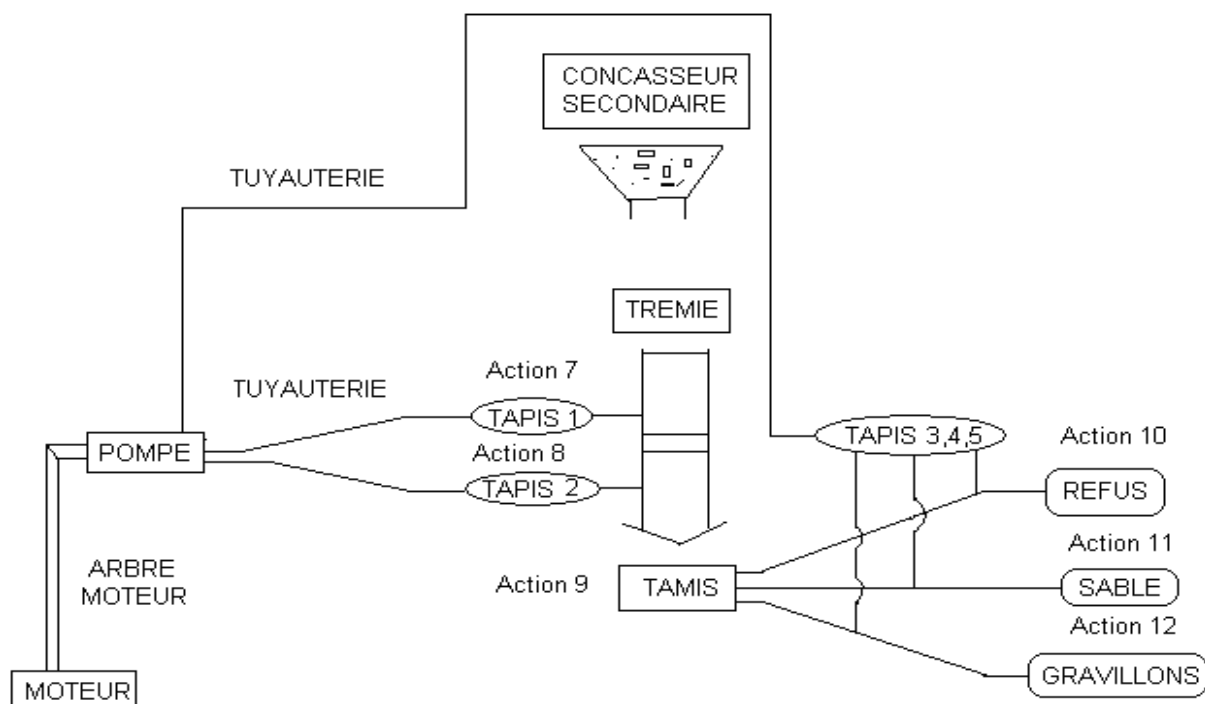 CONCASSEUR
SECONDAIRE
TUYAUTERIE
TREMIE
Action 7
TUYAUTERIE
TAPIS 1
TAPIS 3,4,5
Action 10
POMPE
Action 8
TAPIS 2
REFUS
Action 11
ARBRE
MOTEUR
Action 9
TAMIS
SABLE
Action 12
GRAVILLONS
MOTEUR